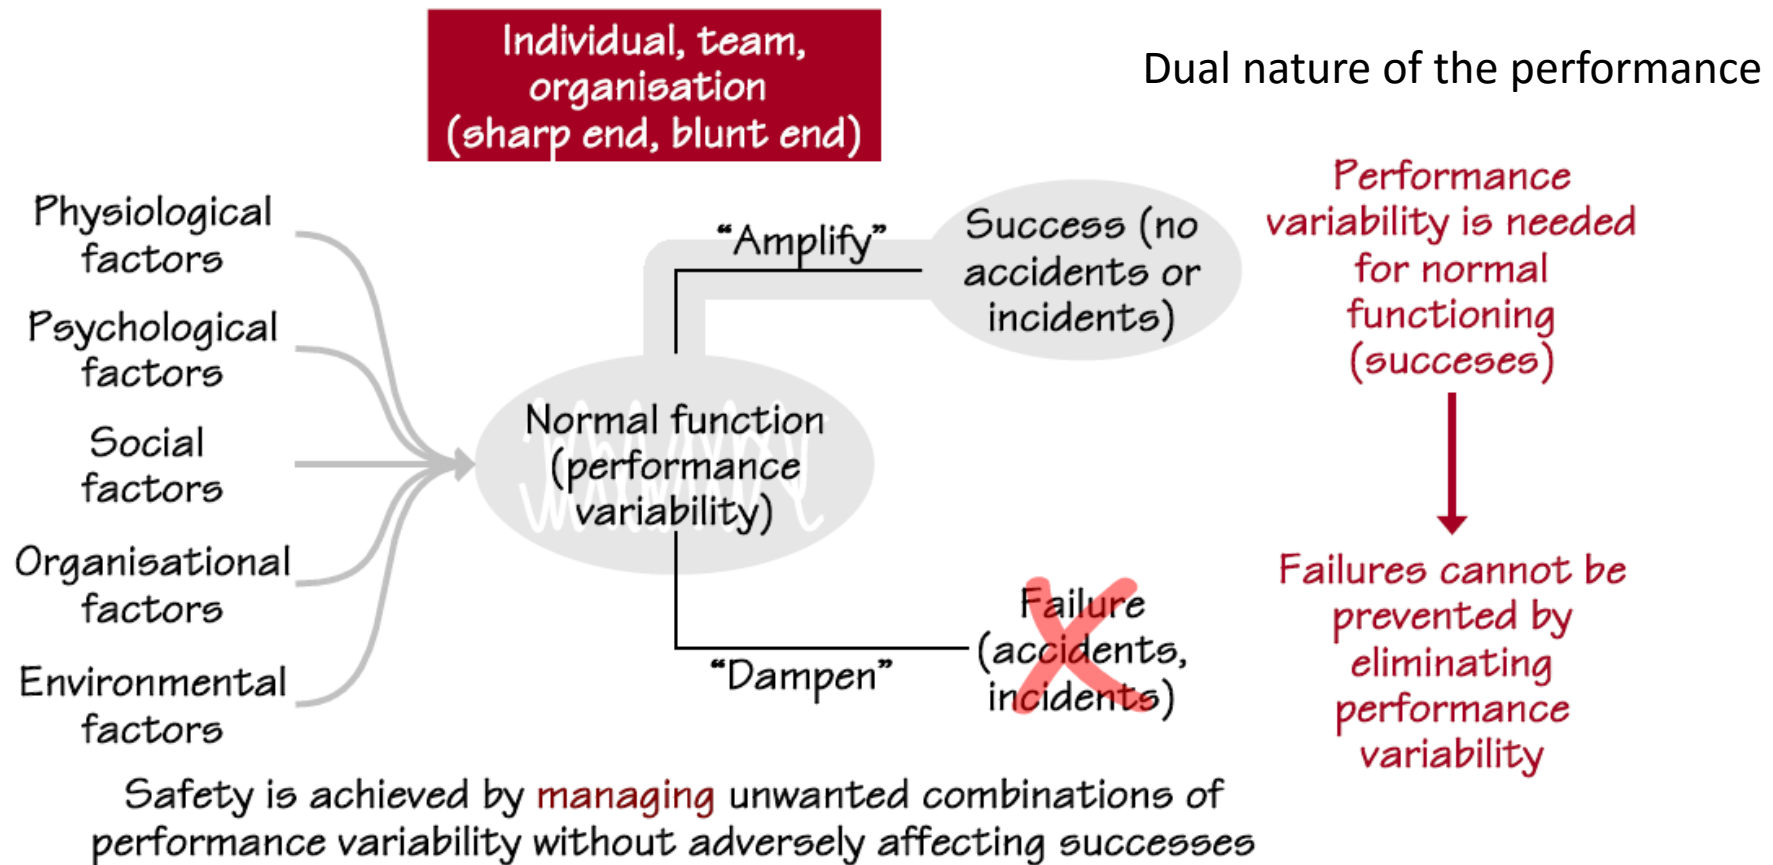 Individual, team,
organisation
(sharp end, blunt end)
Dual nature of the performance
Physiological
factors
Psychological
factors
Social
factors
Organisational
factors
Environmental
factors
Normal function
(performance
variability)
“Amplify”
Success (no
accidents or
incidents)
“Dampen”
Failure
(accidents,
incidents)
Performance
variability is needed
for normal
functioning
(succeses)
Failures cannot be
prevented by
eliminating
performance
variability
Safety is achieved by managing unwanted combinations of
performance variability without adversely affecting successes